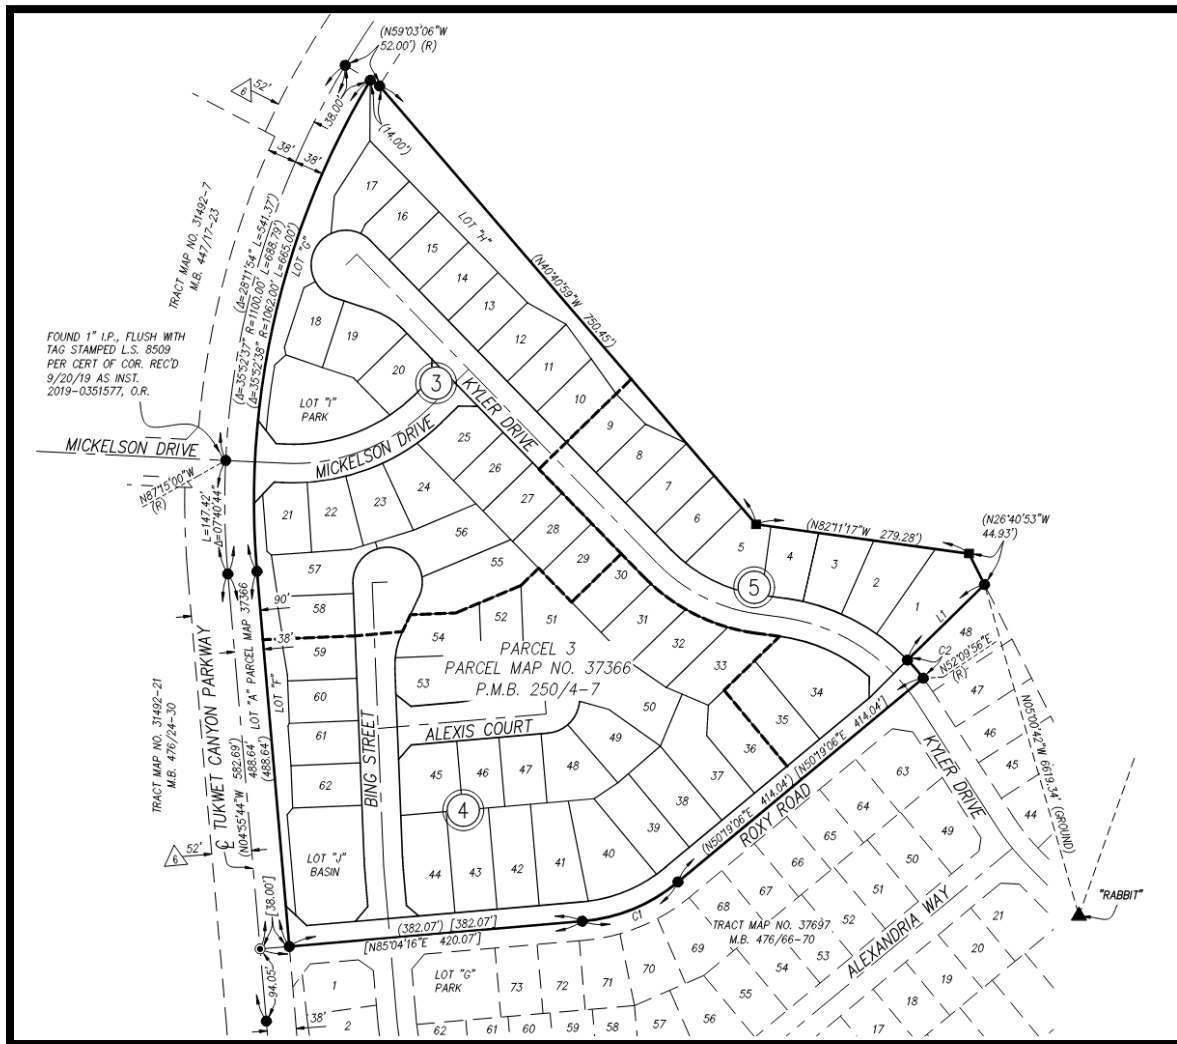 (N59°03'06"W
52.00') (R)
6
52'
38.00'
(14.00')
38'
38'
TRACT MAP NO. 31492-7
M.B. 447/17-23
(Δ=28°11'54" L=541.37')
(Δ=35°52'37" R=1100.00' L=688.79')
(Δ=35°52'38" R=1062.00' L=665.00')
LOT "G"
LOT "H"
(N40°40'59"W 750.45')
17
16
15
14
13
12
11
10
9
8
7
6
5
4
3
2
1
18
19
20
3
KYLER DRIVE
FOUND 1" I.P., FLUSH WITH
TAG STAMPED L.S. 8509
PER CERT OF COR. REC'D
9/20/19 AS INST.
2019-0351577, O.R.
LOT "I"
PARK
MICKELSON DRIVE
MICKELSON DRIVE
N87°15'00"W
(R)
L=147.42'
Δ=07°40'44"
21
22
23
24
25
26
27
28
29
30
31
32
33
34
35
36
37
38
39
40
41
42
43
44
(N82°11'17"W 279.28')
(N26°40'53"W
44.93')
5
L1
C2
N52°09'56"E
(R)
48
47
46
45
44
N05°00'42"W 6619.34' (GROUND)
"RABBIT"
57
56
55
58
90'
38'
59
60
61
62
54
53
52
51
50
49
48
47
46
45
PARCEL 3
PARCEL MAP NO. 37366
P.M.B. 250/4-7
ALEXIS COURT
BING STREET
4
LOT "J"
BASIN
LOT "F"
LOT "A" PARCEL MAP 37366
℄ TUKWET CANYON PARKWAY
(N04°55'44"W 582.69')
488.64'
(488.64')
TRACT MAP NO. 31492-21
M.B. 476/24-30
6
52'
[38.00']
94.05'
38'
(382.07') [382.07']
[N85°04'16"E 420.07']
C1
(N50°19'06"E 414.04') [N50°19'06"E 414.04']
ROXY ROAD
KYLER DRIVE
ALEXANDRIA WAY
TRACT MAP NO. 37697
M.B. 476/66-70
LOT "G"
PARK
1
2
73
72
71
70
69
68
67
66
65
64
63
49
50
51
52
53
54
55
56
57
58
59
60
61
62
21
20
19
18
17